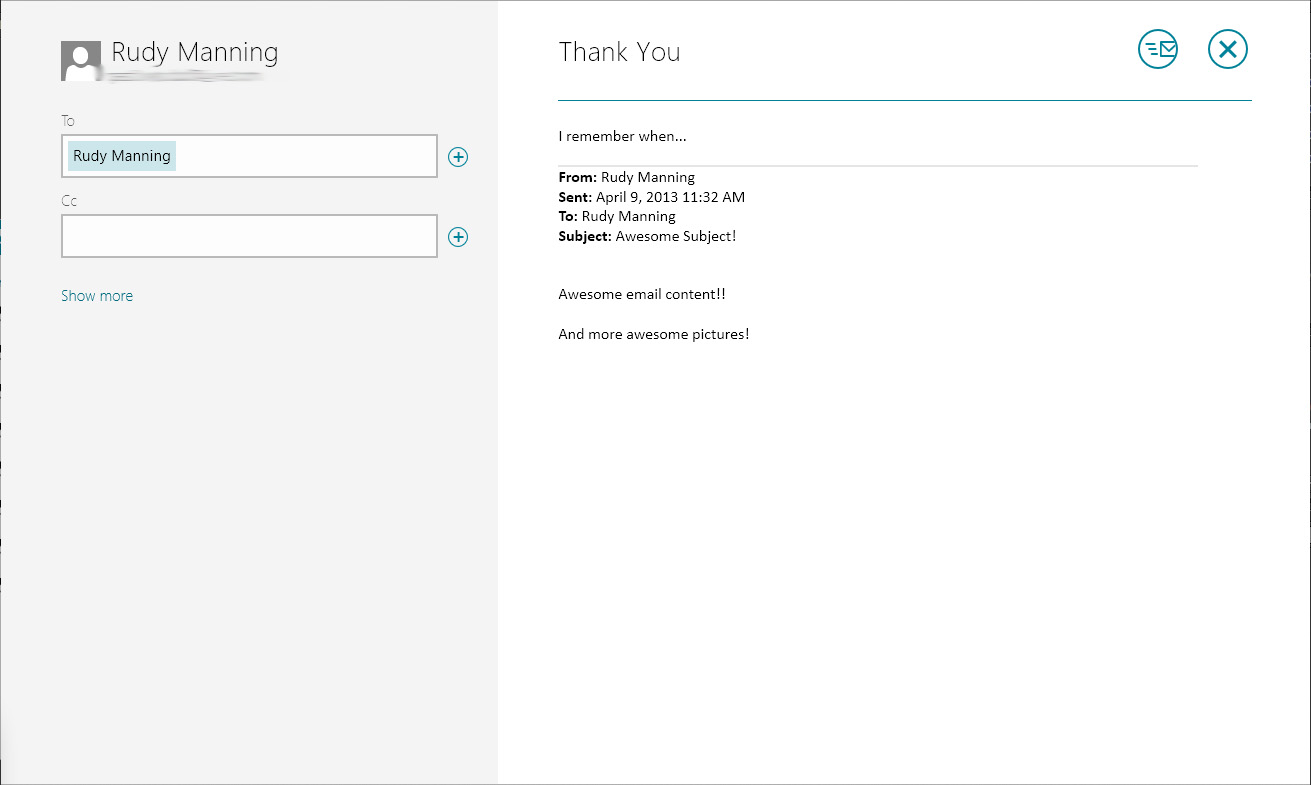 Rudy Manning
To
Rudy Manning
Cc
Show more
Thank You
I remember when...
From: Rudy Manning
Sent: April 9, 2013 11:32 AM
To: Rudy Manning
Subject: Awesome Subject!
Awesome email content!!
And more awesome pictures!